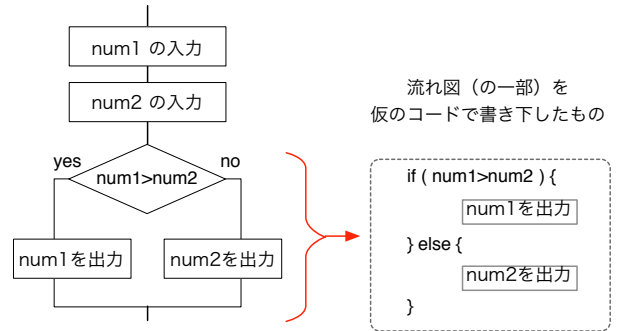 num1 の入力
num2 の入力
yes
no
num1>num2
num1を出力
num2を出力
流れ図（の一部）を
仮のコードで書き下したもの
if ( num1>num2 ) {
num1を出力
} else {
num2を出力
}